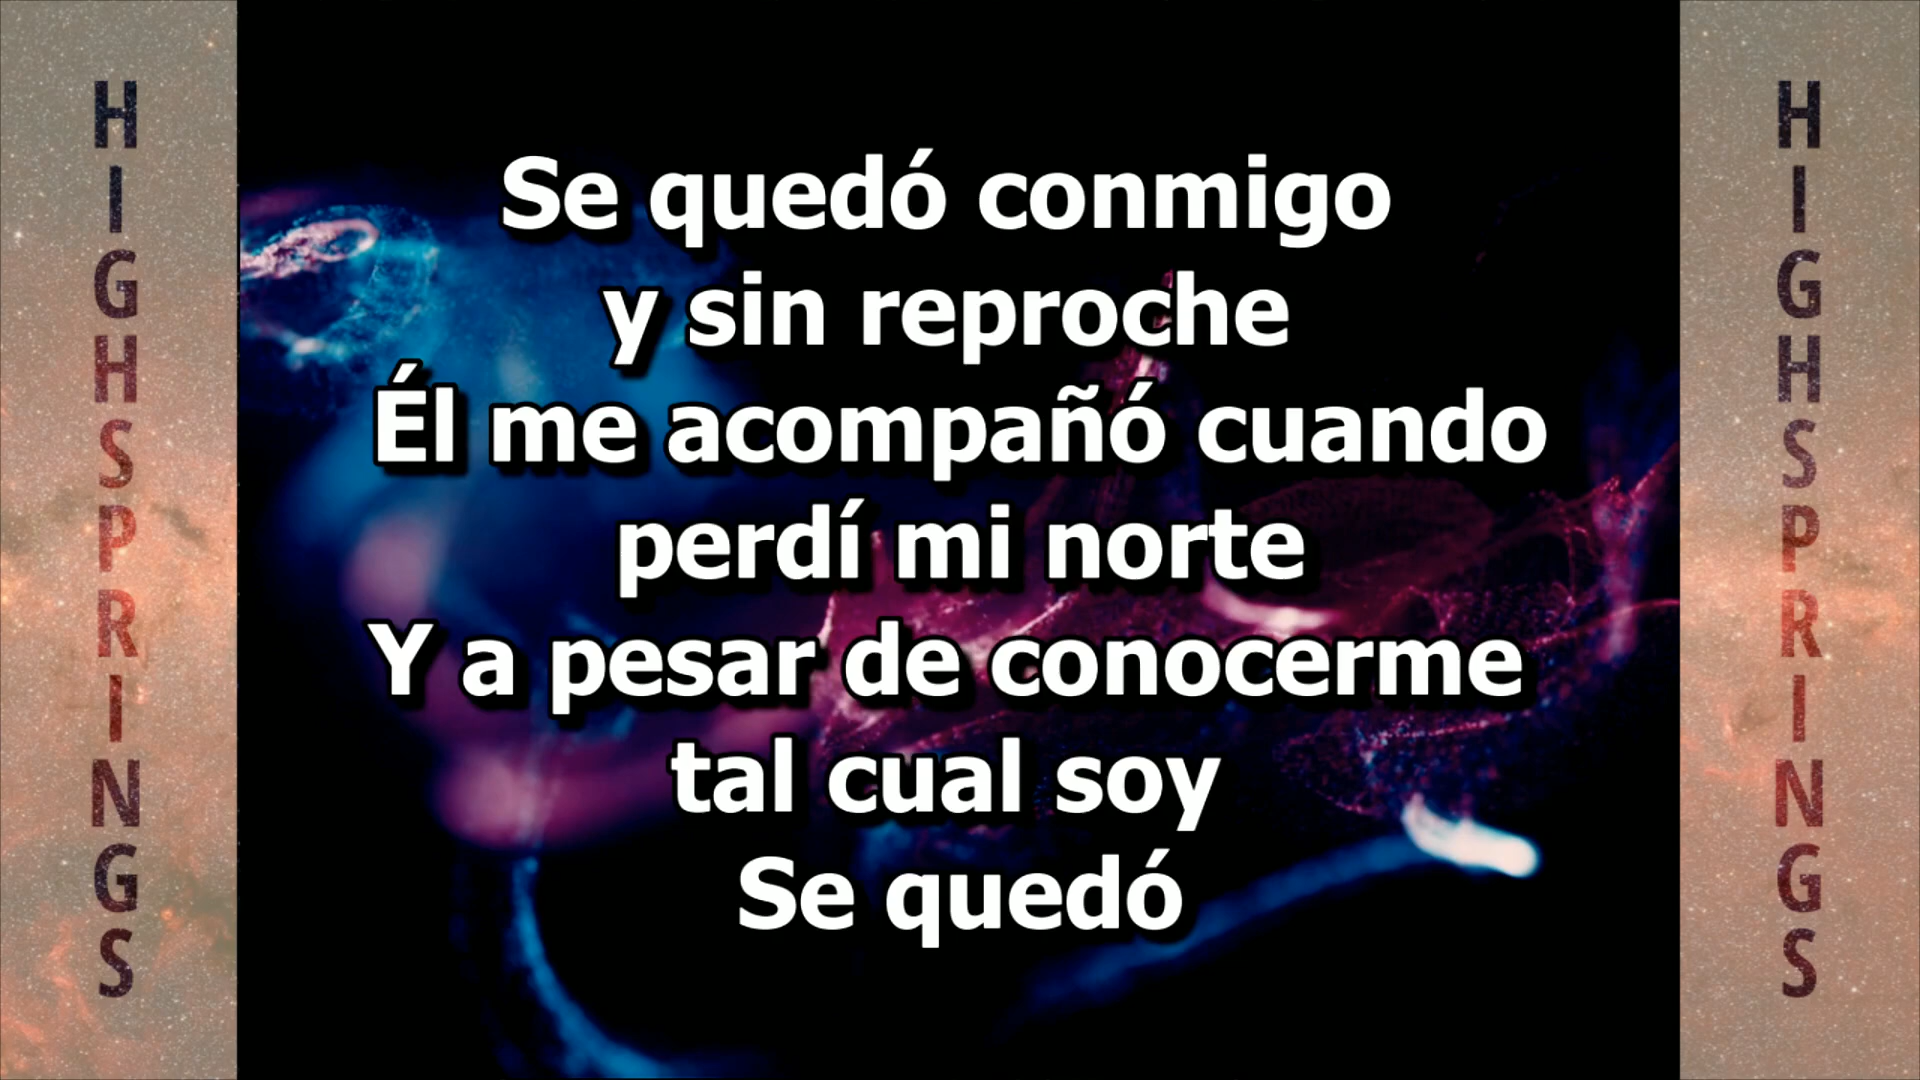 HIGHSPRINGS
Se quedó conmigo
y sin reproche
Él me acompañó cuando
perdí mi norte
Y a pesar de conocerme
tal cual soy
Se quedó
HIGHSPRINGS